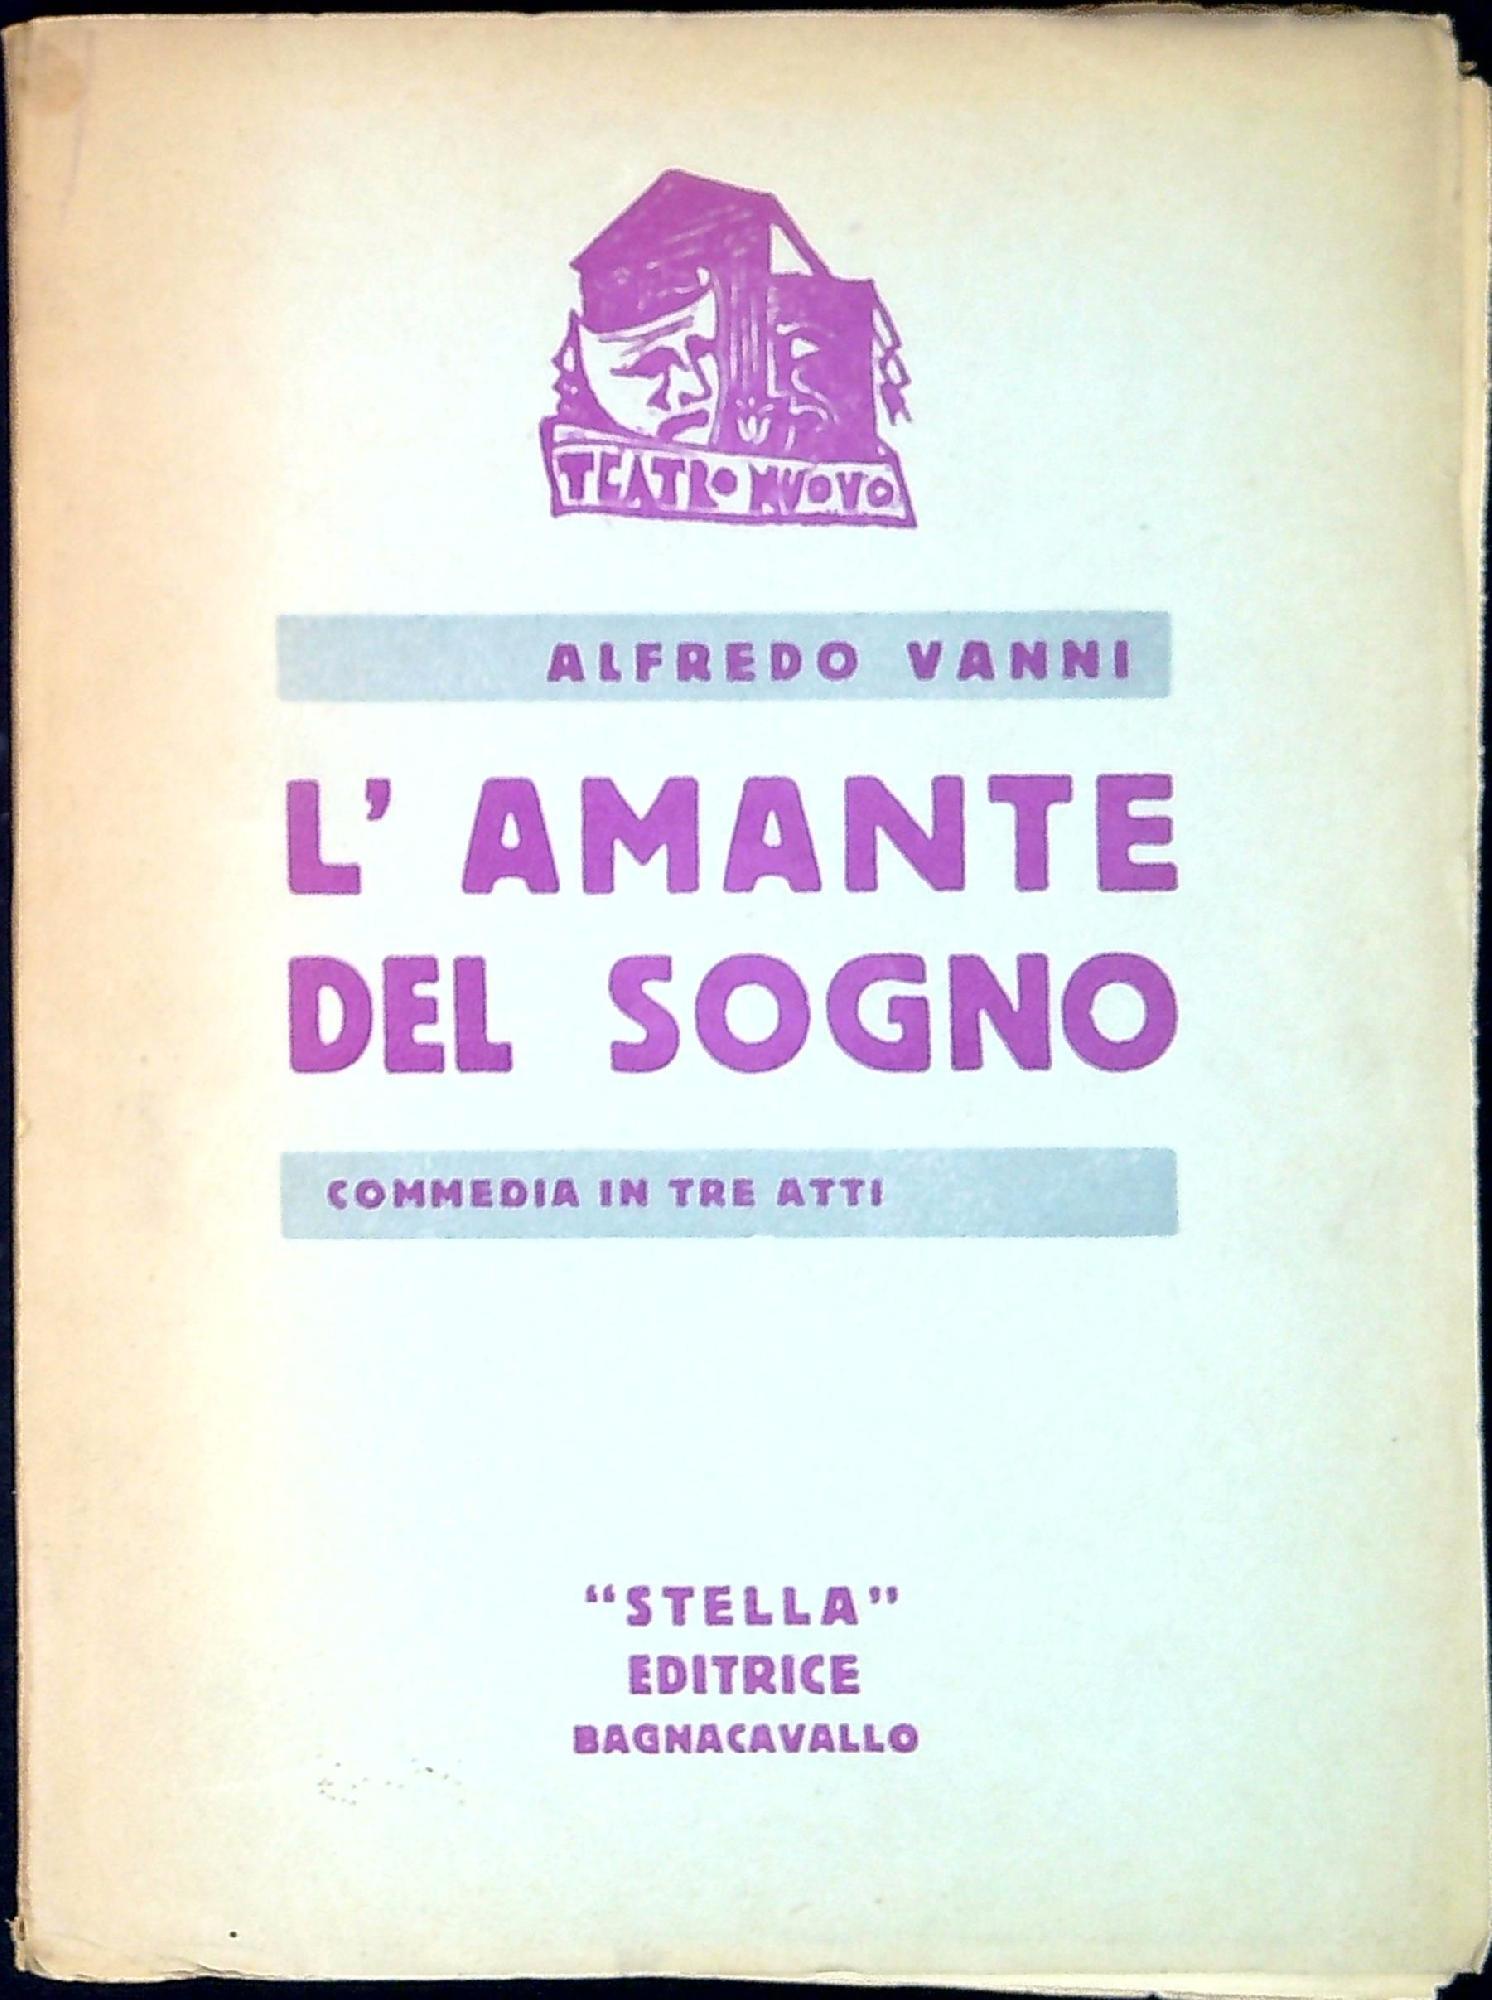 TEATRO NUOVO
ALFREDO VANNI
L'AMANTE
DEL SOGNO
COMMEDIA IN TRE ATTI
"STELLA"
EDITRICE
BAGNACAVALLO